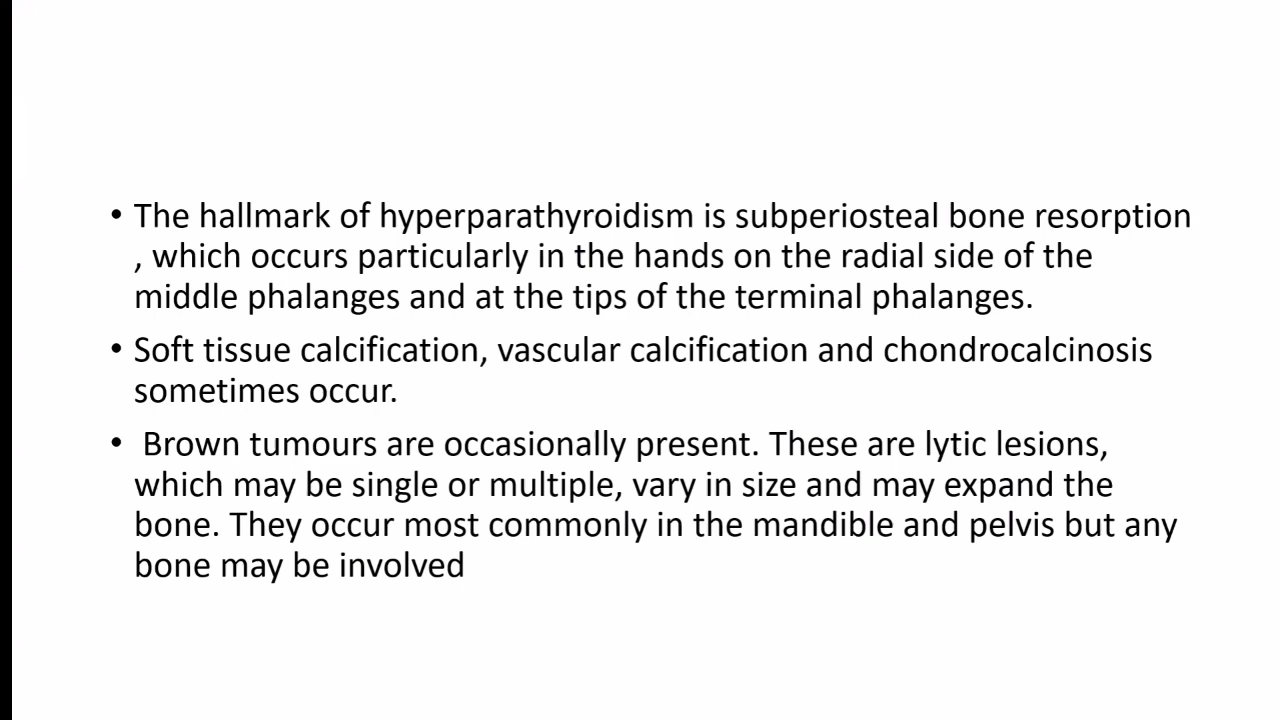 • The hallmark of hyperparathyroidism is subperiosteal bone resorption
, which occurs particularly in the hands on the radial side of the
middle phalanges and at the tips of the terminal phalanges.
• Soft tissue calcification, vascular calcification and chondrocalcinosis
sometimes occur.
• Brown tumours are occasionally present. These are lytic lesions,
which may be single or multiple, vary in size and may expand the
bone. They occur most commonly in the mandible and pelvis but any
bone may be involved